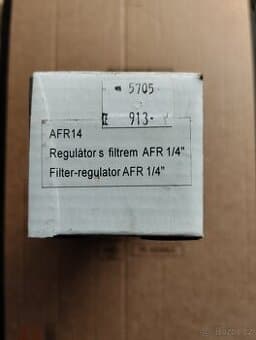 5705
913-
AFR14
Regulátor s filtrem AFR 1/4"
Filter-regulator AFR 1/4"